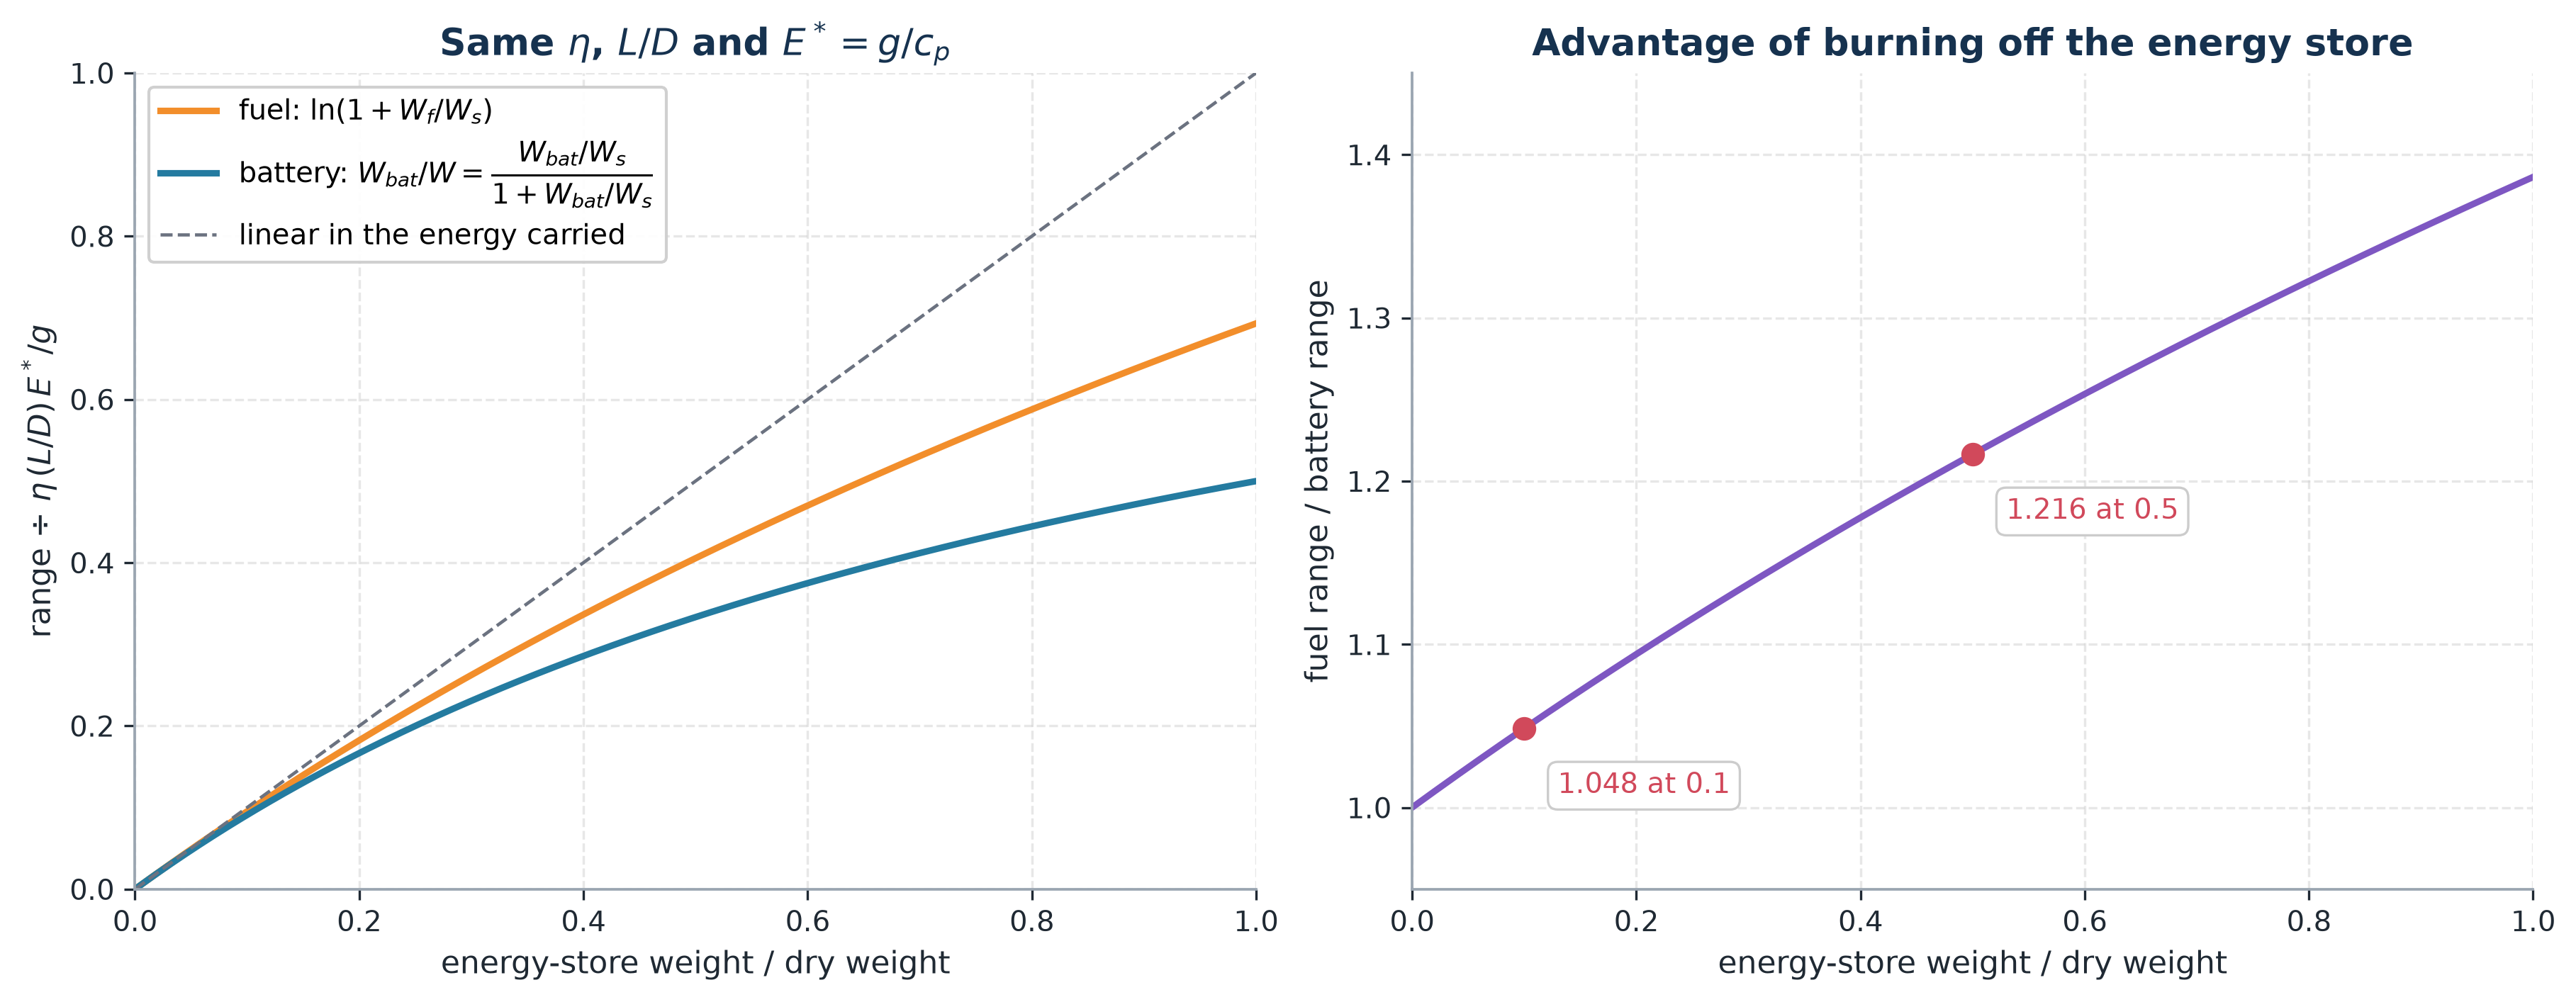 Same η, L/D and E* = g/c_p
1.0
0.8
0.6
0.4
0.2
0.0
range ÷ η (L/D) E* /g
fuel: ln(1 + W_f/W_s)
battery: W_bat/W = (W_bat/W_s)/(1 + W_bat/W_s)
linear in the energy carried
0.0 0.2 0.4 0.6 0.8 1.0
energy-store weight / dry weight
Advantage of burning off the energy store
1.4
1.3
1.2
1.1
1.0
fuel range / battery range
1.216 at 0.5
1.048 at 0.1
0.0 0.2 0.4 0.6 0.8 1.0
energy-store weight / dry weight